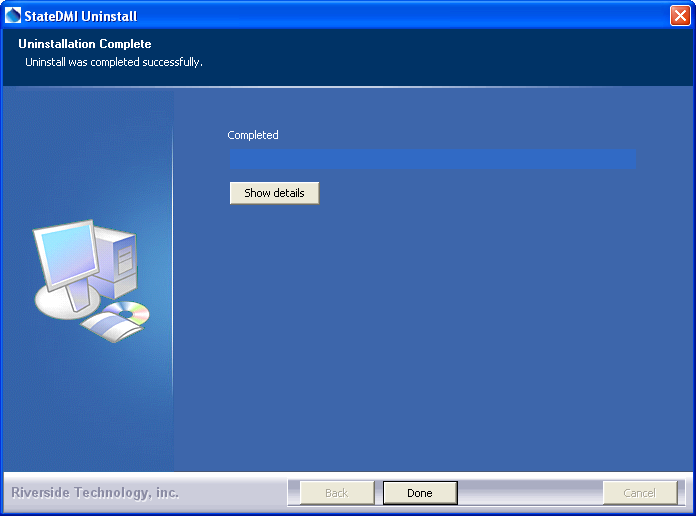 StateDMI Uninstall
Uninstallation Complete
Uninstall was completed successfully.
Completed
Show details
Riverside Technology, inc.
Back
Done
Cancel